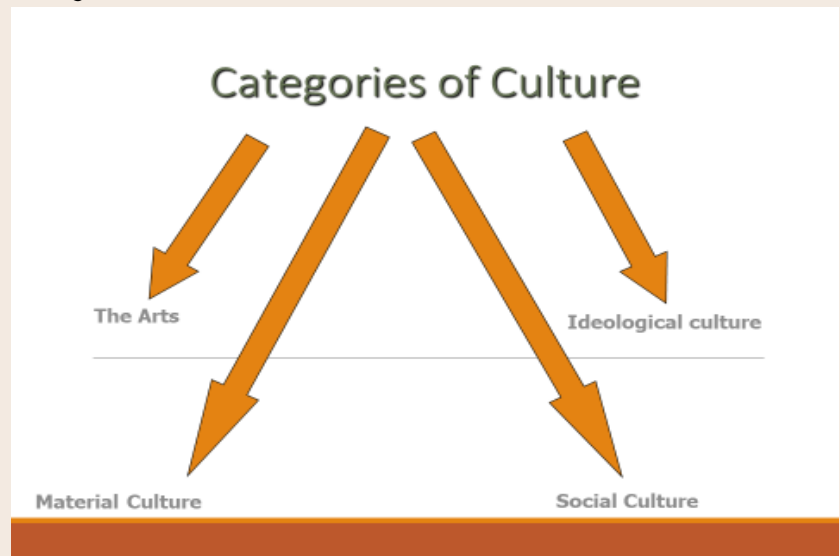 Categories of Culture
The Arts
Ideological culture
Material Culture
Social Culture